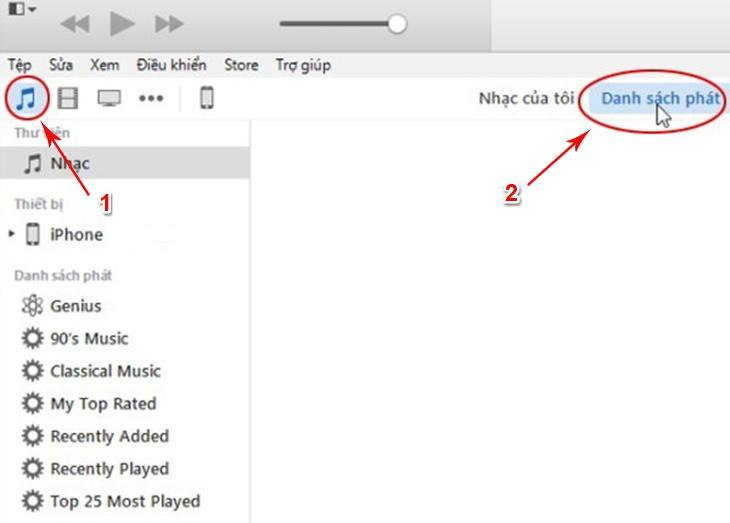 Tệp Sửa Xem Điều khiển Store Trợ giúp
Nhạc của tôi Danh sách phát
Thư viện
Nhạc
1
2
Thiết bị
iPhone
Danh sách phát
Genius
90's Music
Classical Music
My Top Rated
Recently Added
Recently Played
Top 25 Most Played